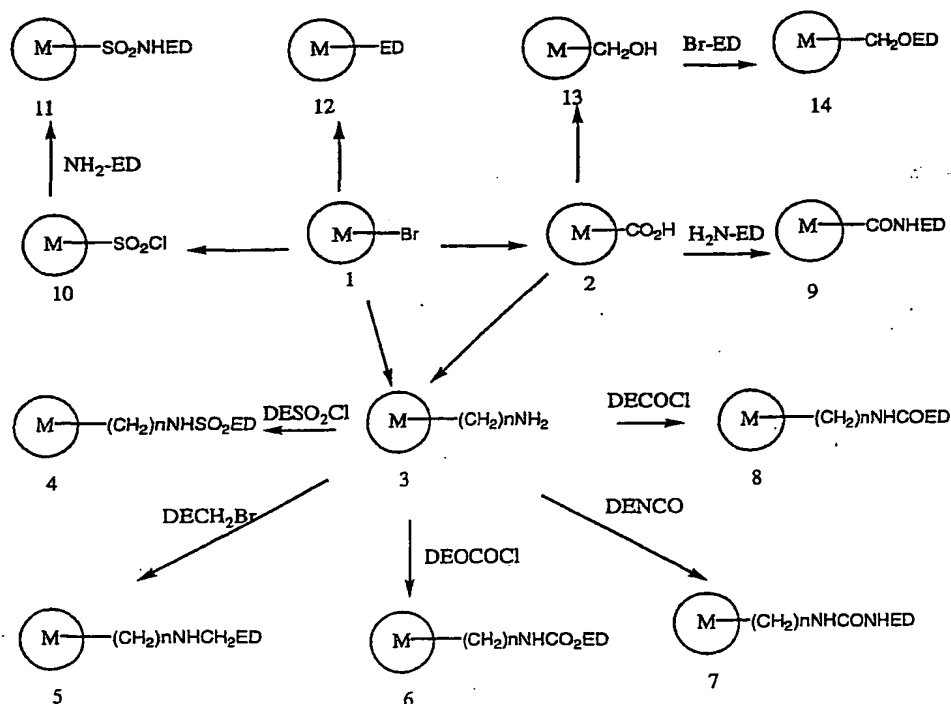 M SO2NHED M ED M CH2OH Br-ED M CH2OED
11 12 13 14
NH2-ED
M SO2Cl M Br M CO2H H2N-ED M CONHED
10 1 2 9
M (CH2)nNHSO2ED DESO2Cl M (CH2)nNH2 DECOCl M (CH2)nNHCOED
4 3 8
DECH2Br DEOCOCl DENCO
M (CH2)nNHCH2ED M (CH2)nNHCO2ED M (CH2)nNHCONHED
5 6 7